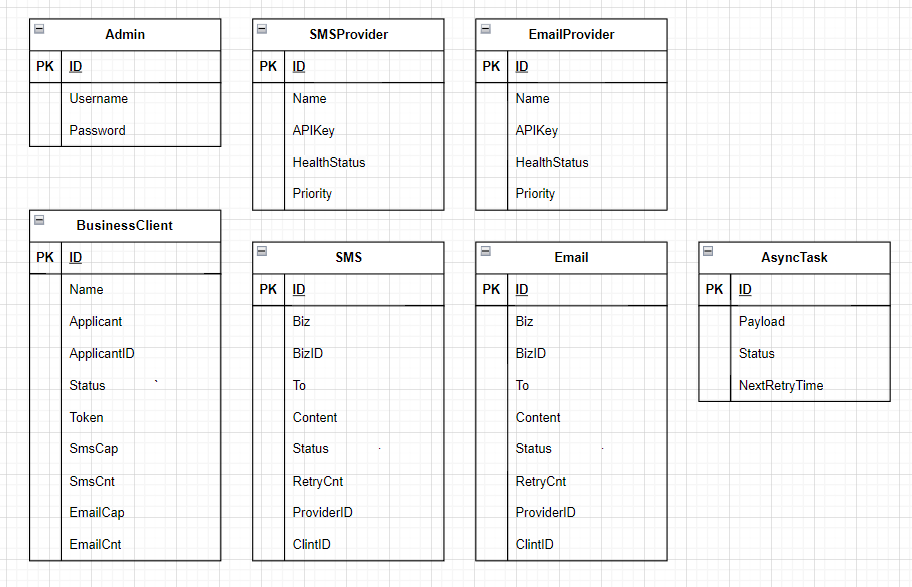 Admin
PK ID
Username
Password
SMSProvider
PK ID
Name
APIKey
HealthStatus
Priority
EmailProvider
PK ID
Name
APIKey
HealthStatus
Priority
BusinessClient
PK ID
Name
Applicant
ApplicantID
Status
Token
SmsCap
SmsCnt
EmailCap
EmailCnt
SMS
PK ID
Biz
BizID
To
Content
Status
RetryCnt
ProviderID
ClintID
Email
PK ID
Biz
BizID
To
Content
Status
RetryCnt
ProviderID
ClintID
AsyncTask
PK ID
Payload
Status
NextRetryTime